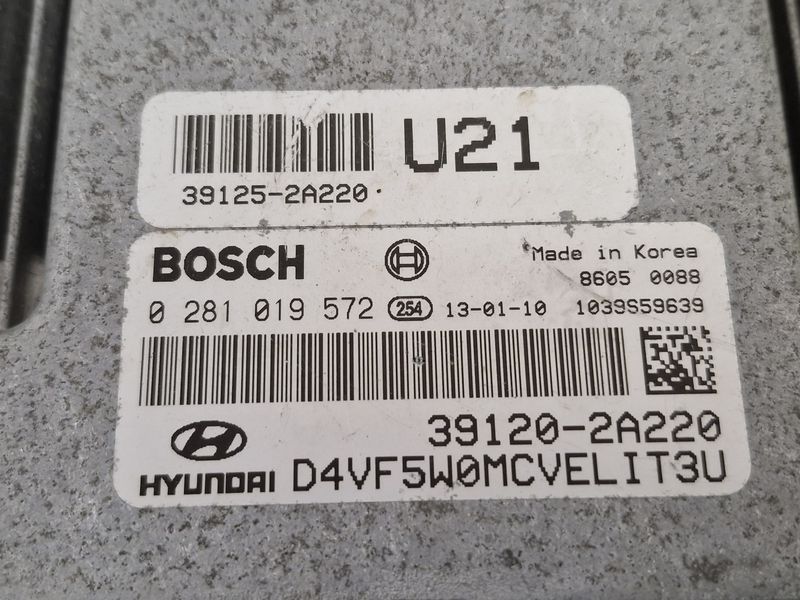 U21
39125-2A220
BOSCH
Made in Korea
8605 0088
0 281 019 572 254 13-01-10 1039S59639
39120-2A220
HYUNDAI D4VF5W0MCVELIT3U